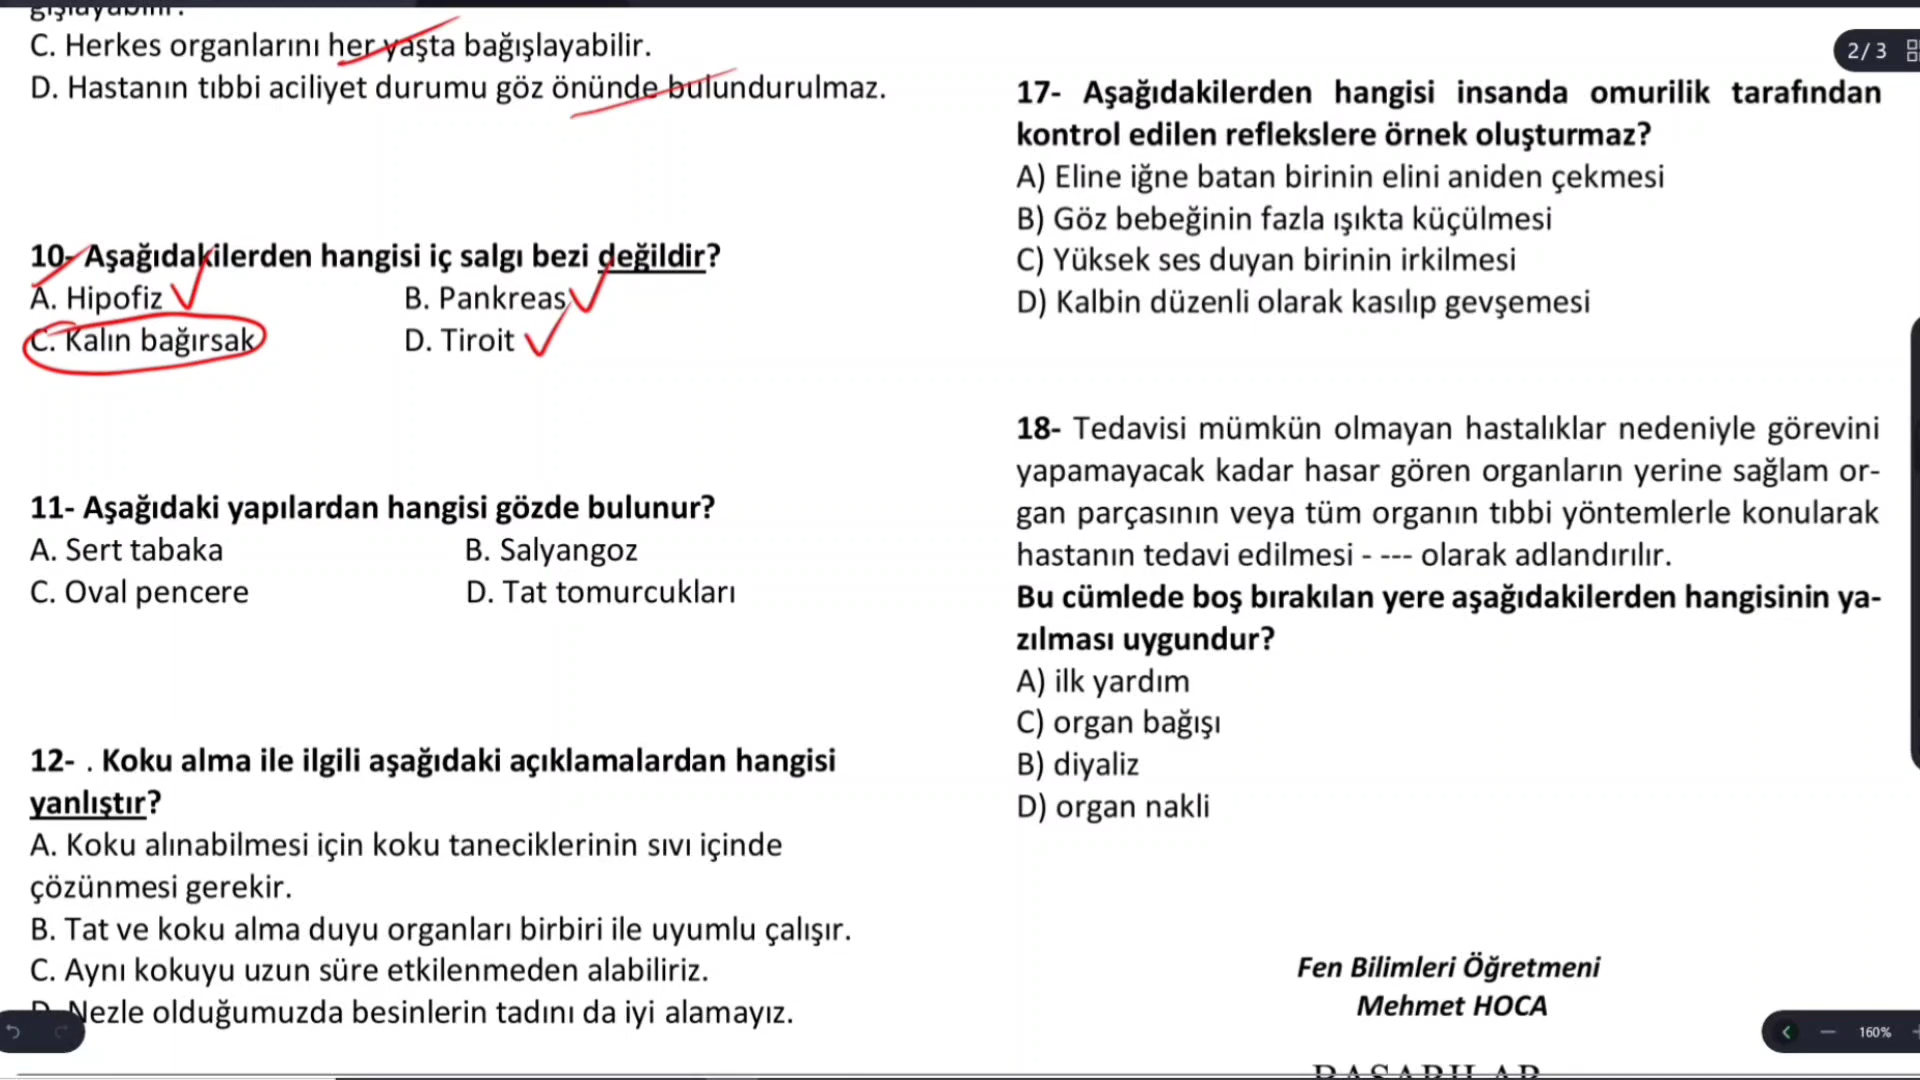 C. Herkes organlarını her yaşta bağışlayabilir.
D. Hastanın tıbbi aciliyet durumu göz önünde bulundurulmaz.
10- Aşağıdakilerden hangisi iç salgı bezi değildir?
A. Hipofiz B. Pankreas
C. Kalın bağırsak D. Tiroit
11- Aşağıdaki yapılardan hangisi gözde bulunur?
A. Sert tabaka B. Salyangoz
C. Oval pencere D. Tat tomurcukları
12- . Koku alma ile ilgili aşağıdaki açıklamalardan hangisi
yanlıştır?
A. Koku alınabilmesi için koku taneciklerinin sıvı içinde
çözünmesi gerekir.
B. Tat ve koku alma duyu organları birbiri ile uyumlu çalışır.
C. Aynı kokuyu uzun süre etkilenmeden alabiliriz.
D. Nezle olduğumuzda besinlerin tadını da iyi alamayız.
2/ 3
17- Aşağıdakilerden hangisi insanda omurilik tarafından
kontrol edilen reflekslere örnek oluşturmaz?
A) Eline iğne batan birinin elini aniden çekmesi
B) Göz bebeğinin fazla ışıkta küçülmesi
C) Yüksek ses duyan birinin irkilmesi
D) Kalbin düzenli olarak kasılıp gevşemesi
18- Tedavisi mümkün olmayan hastalıklar nedeniyle görevini
yapamayacak kadar hasar gören organların yerine sağlam or-
gan parçasının veya tüm organın tıbbi yöntemlerle konularak
hastanın tedavi edilmesi - --- olarak adlandırılır.
Bu cümlede boş bırakılan yere aşağıdakilerden hangisinin ya-
zılması uygundur?
A) ilk yardım
C) organ bağışı
B) diyaliz
D) organ nakli
Fen Bilimleri Öğretmeni
Mehmet HOCA
160%